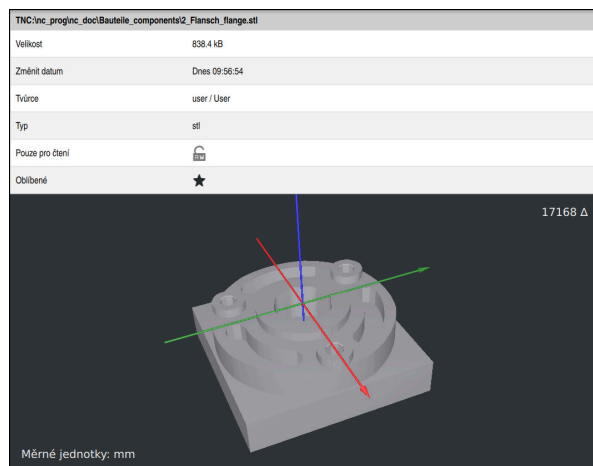 TNC:\nc_prog\nc_doc\Bauteile_components\2_Flansch_flange.stl
Velikost 838.4 kB
Změnit datum Dnes 09:56:54
Tvůrce user / User
Typ stl
Pouze pro čtení
Oblíbené
17168 Δ
Měrné jednotky: mm